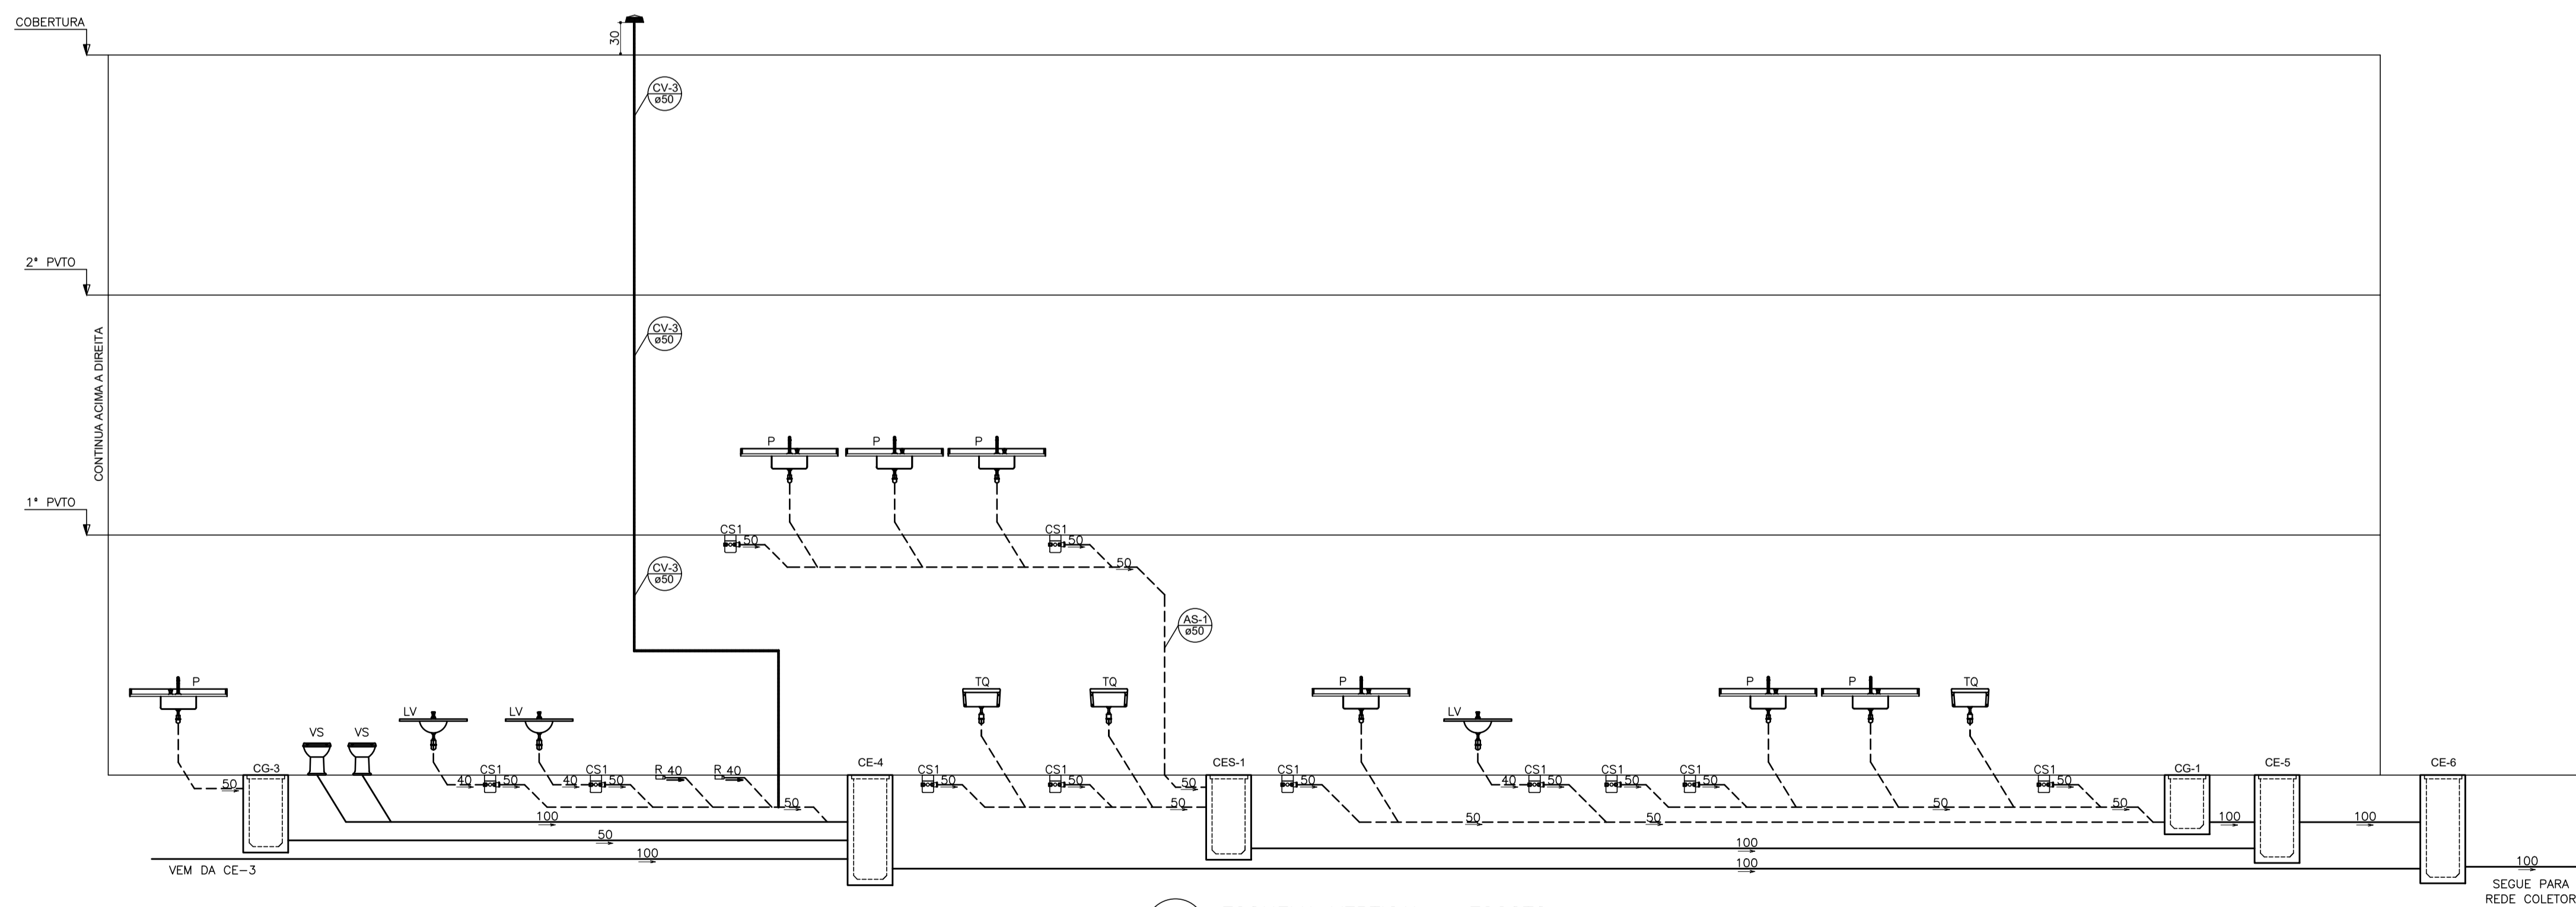 COBERTURA
30
CV-3
ø50
2° PVTO
CV-3
ø50
CONTINUA ACIMA A DIREITA
P
P
P
1° PVTO
CS1
50
CS1
50
50
CV-3
ø50
AS-1
ø50
P
TQ
TQ
P
P
P
TQ
LV
LV
LV
VS
VS
CG-3
CE-4
CES-1
CG-1
CE-5
CE-6
50
40
CS1
50
40
CS1
50
R 40
R 40
CS1
50
CS1
50
50
CS1
50
40
CS1
50
CS1
50
CS1
50
CS1
50
50
50
50
50
100
50
50
100
100
50
100
100
100
100
VEM DA CE-3
SEGUE PARA
REDE COLETOR